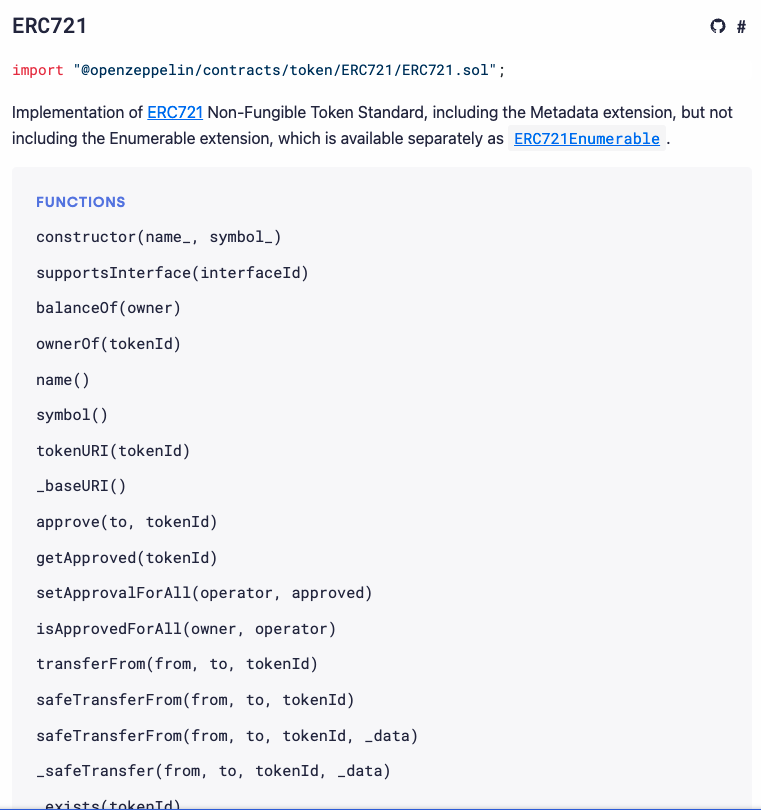 ERC721 #
import "@openzeppelin/contracts/token/ERC721/ERC721.sol";
Implementation of ERC721 Non-Fungible Token Standard, including the Metadata extension, but not
including the Enumerable extension, which is available separately as ERC721Enumerable .
FUNCTIONS
constructor(name_, symbol_)
supportsInterface(interfaceId)
balanceOf(owner)
ownerOf(tokenId)
name()
symbol()
tokenURI(tokenId)
_baseURI()
approve(to, tokenId)
getApproved(tokenId)
setApprovalForAll(operator, approved)
isApprovedForAll(owner, operator)
transferFrom(from, to, tokenId)
safeTransferFrom(from, to, tokenId)
safeTransferFrom(from, to, tokenId, _data)
_safeTransfer(from, to, tokenId, _data)
_exists(tokenId)